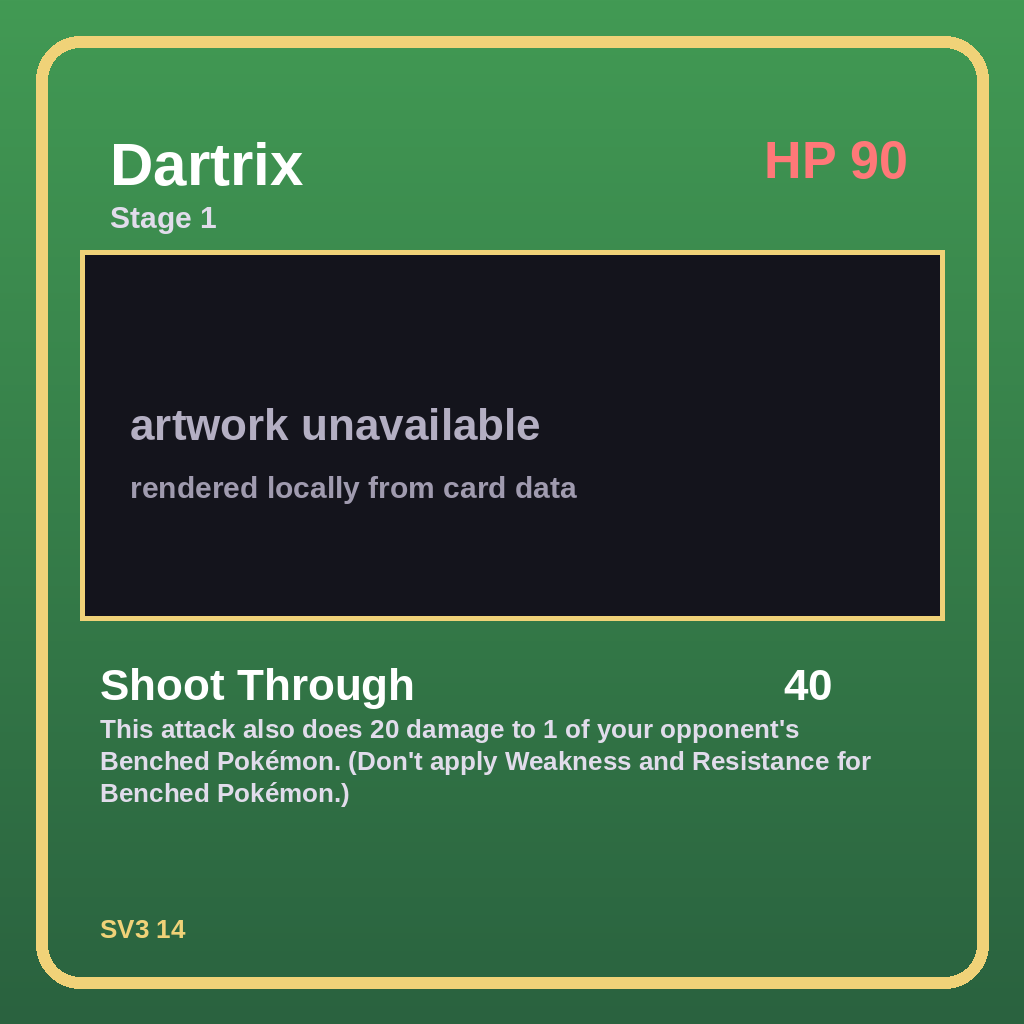 Dartrix
HP 90
Stage 1
artwork unavailable
rendered locally from card data
Shoot Through 40
This attack also does 20 damage to 1 of your opponent's
Benched Pokémon. (Don't apply Weakness and Resistance for
Benched Pokémon.)
SV3 14